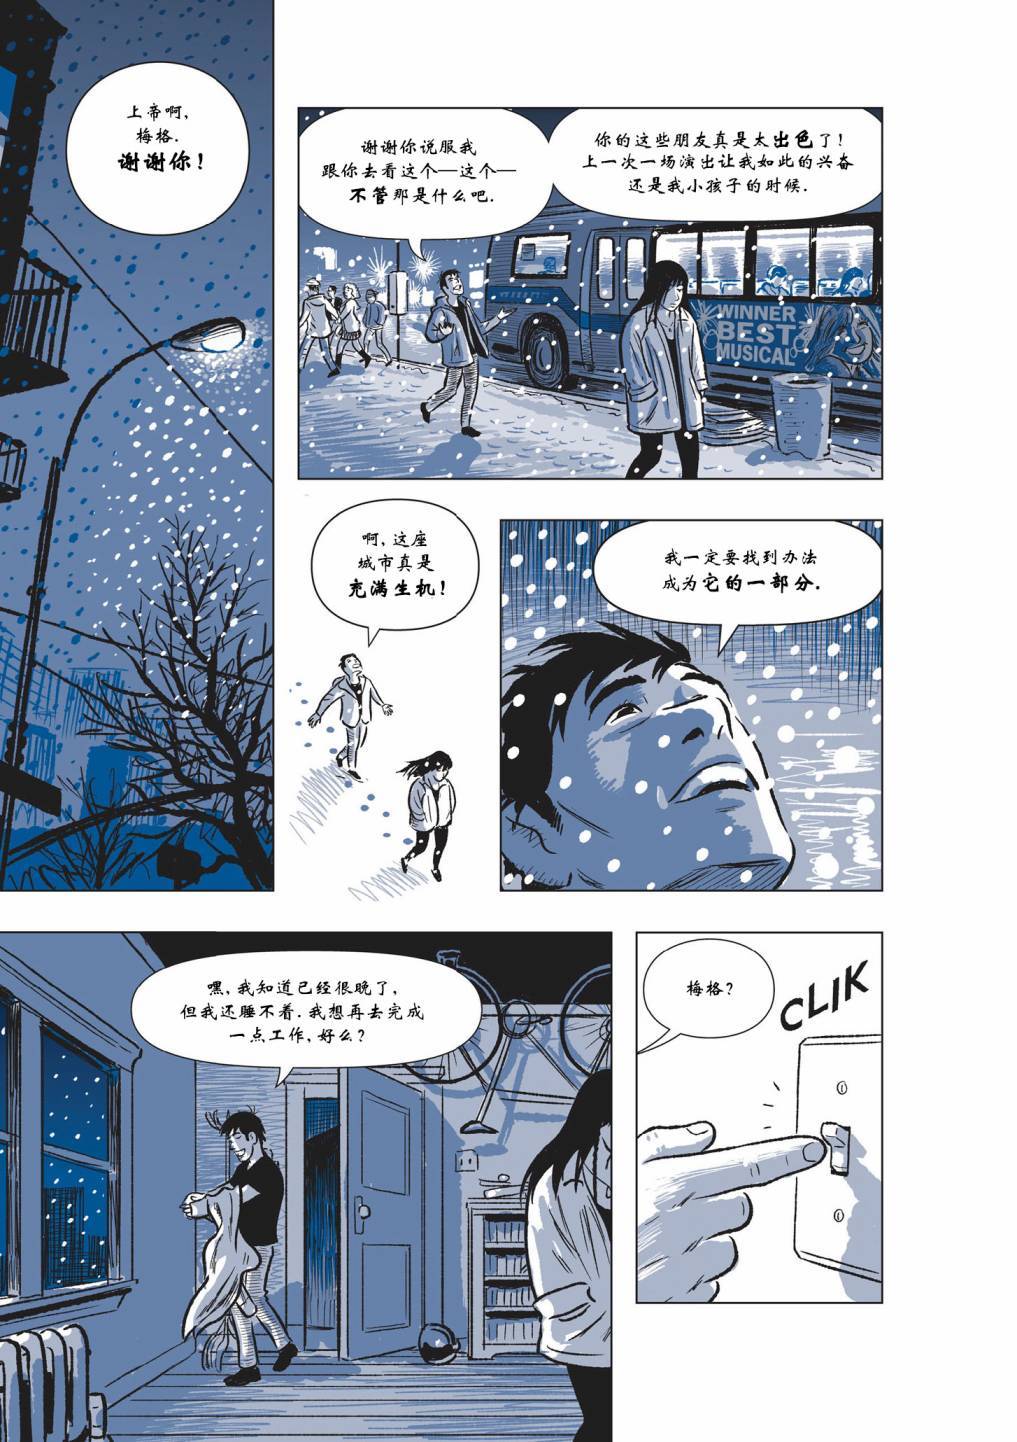 上帝啊,
梅格.
谢谢你!
谢谢你说服我
跟你去看这个—这个—
不管那是什么吧.
你的这些朋友真是太出色了!
上一次一场演出让我如此的兴奋
还是我小孩子的时候.
WINNER
BEST
MUSICAL
啊,这座
城市真是
充满生机!
我一定要找到办法
成为它的一部分.
嘿,我知道已经很晚了,
但我还睡不着.我想再去完成
一点工作,好么?
梅格?
CLIK